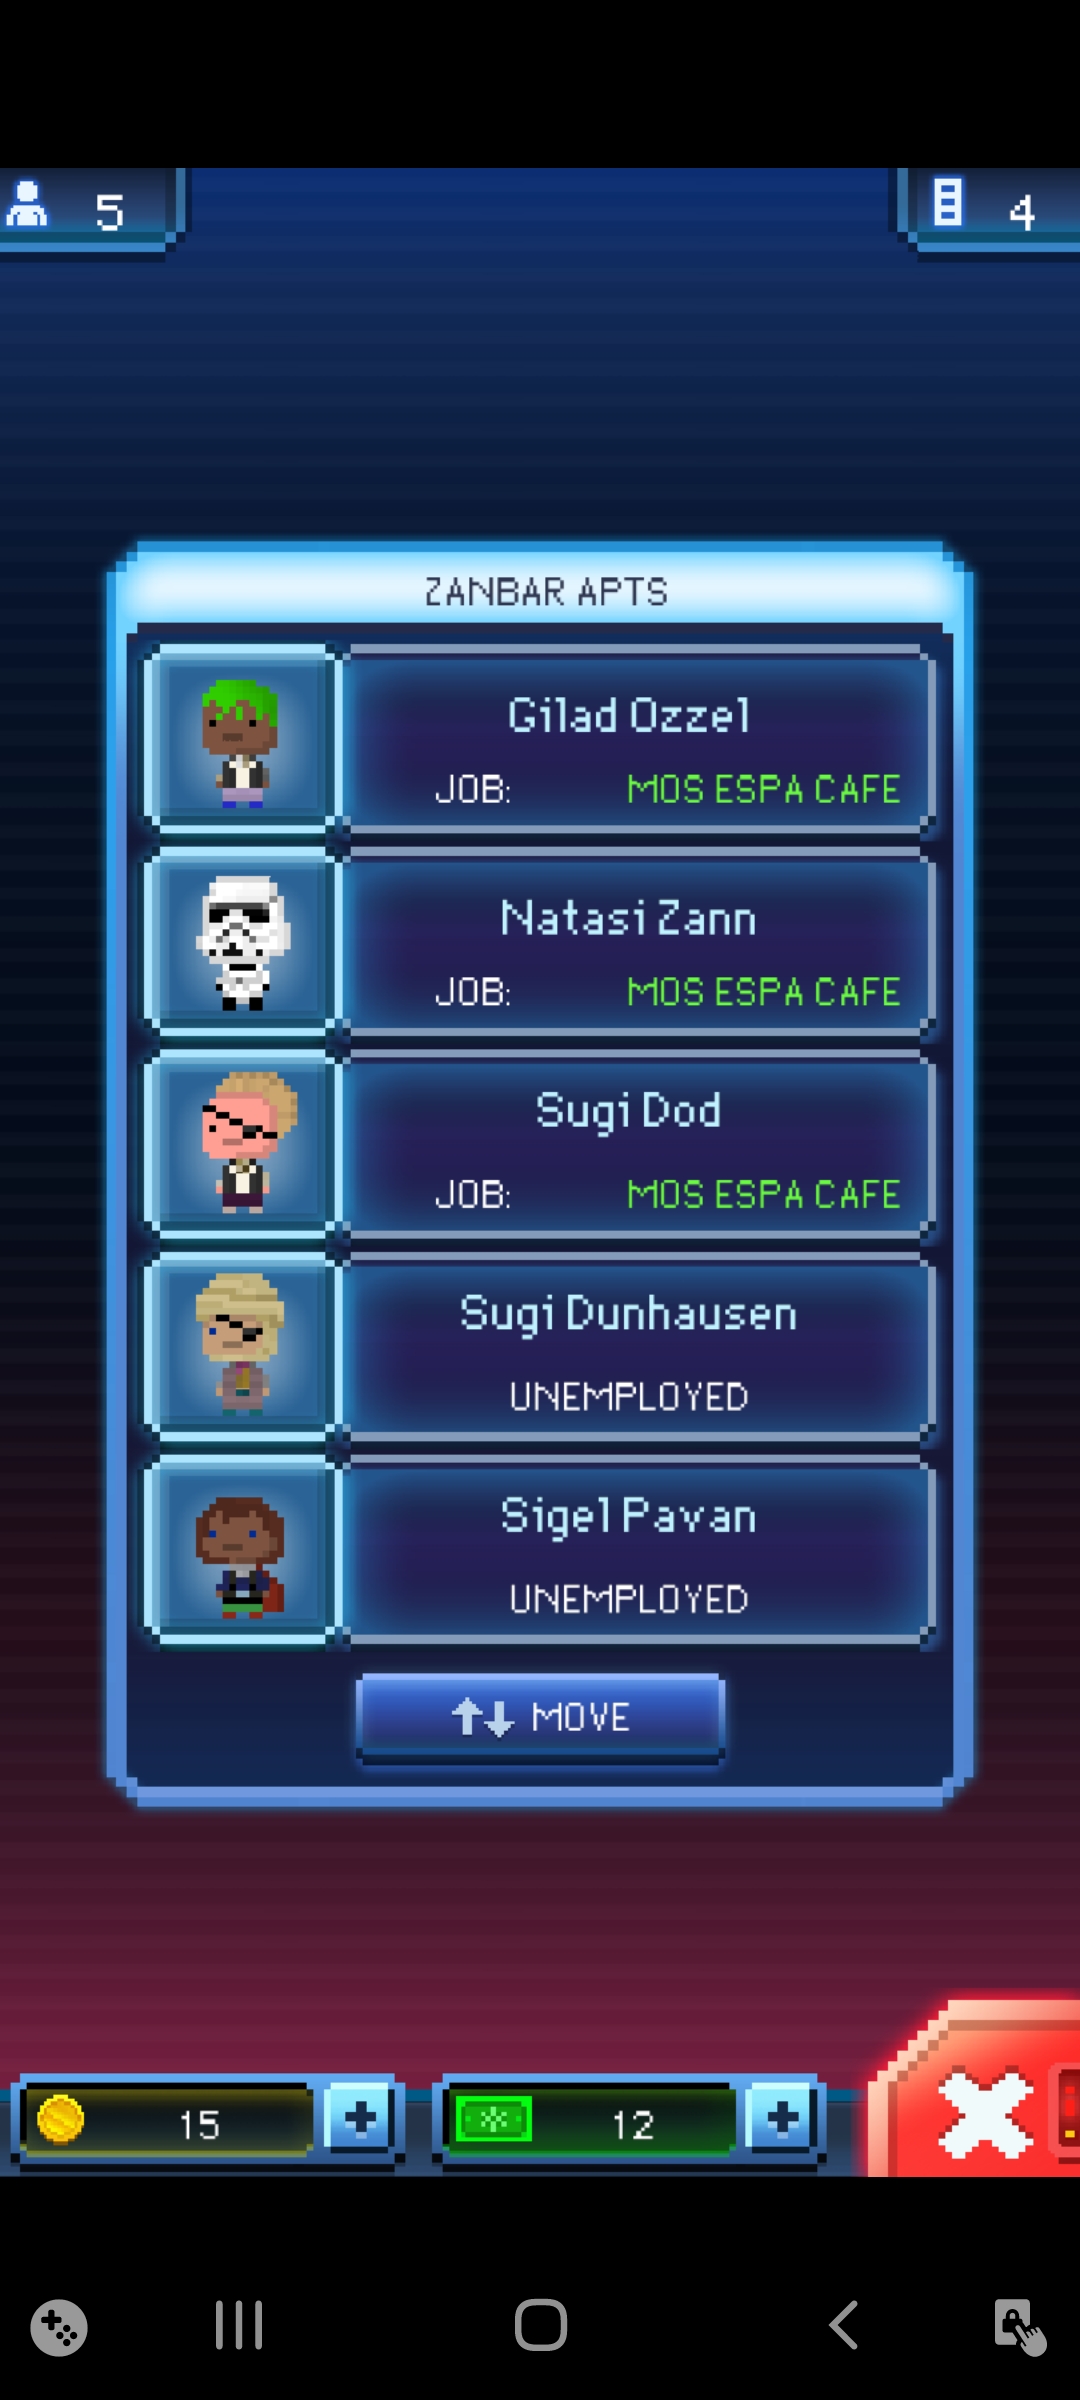 5
4
ZANBAR APTS
Gilad Ozzel
JOB: MOS ESPA CAFE
Natasi Zann
JOB: MOS ESPA CAFE
Sugi Dod
JOB: MOS ESPA CAFE
Sugi Dunhausen
UNEMPLOYED
Sigel Pavan
UNEMPLOYED
MOVE
15
12